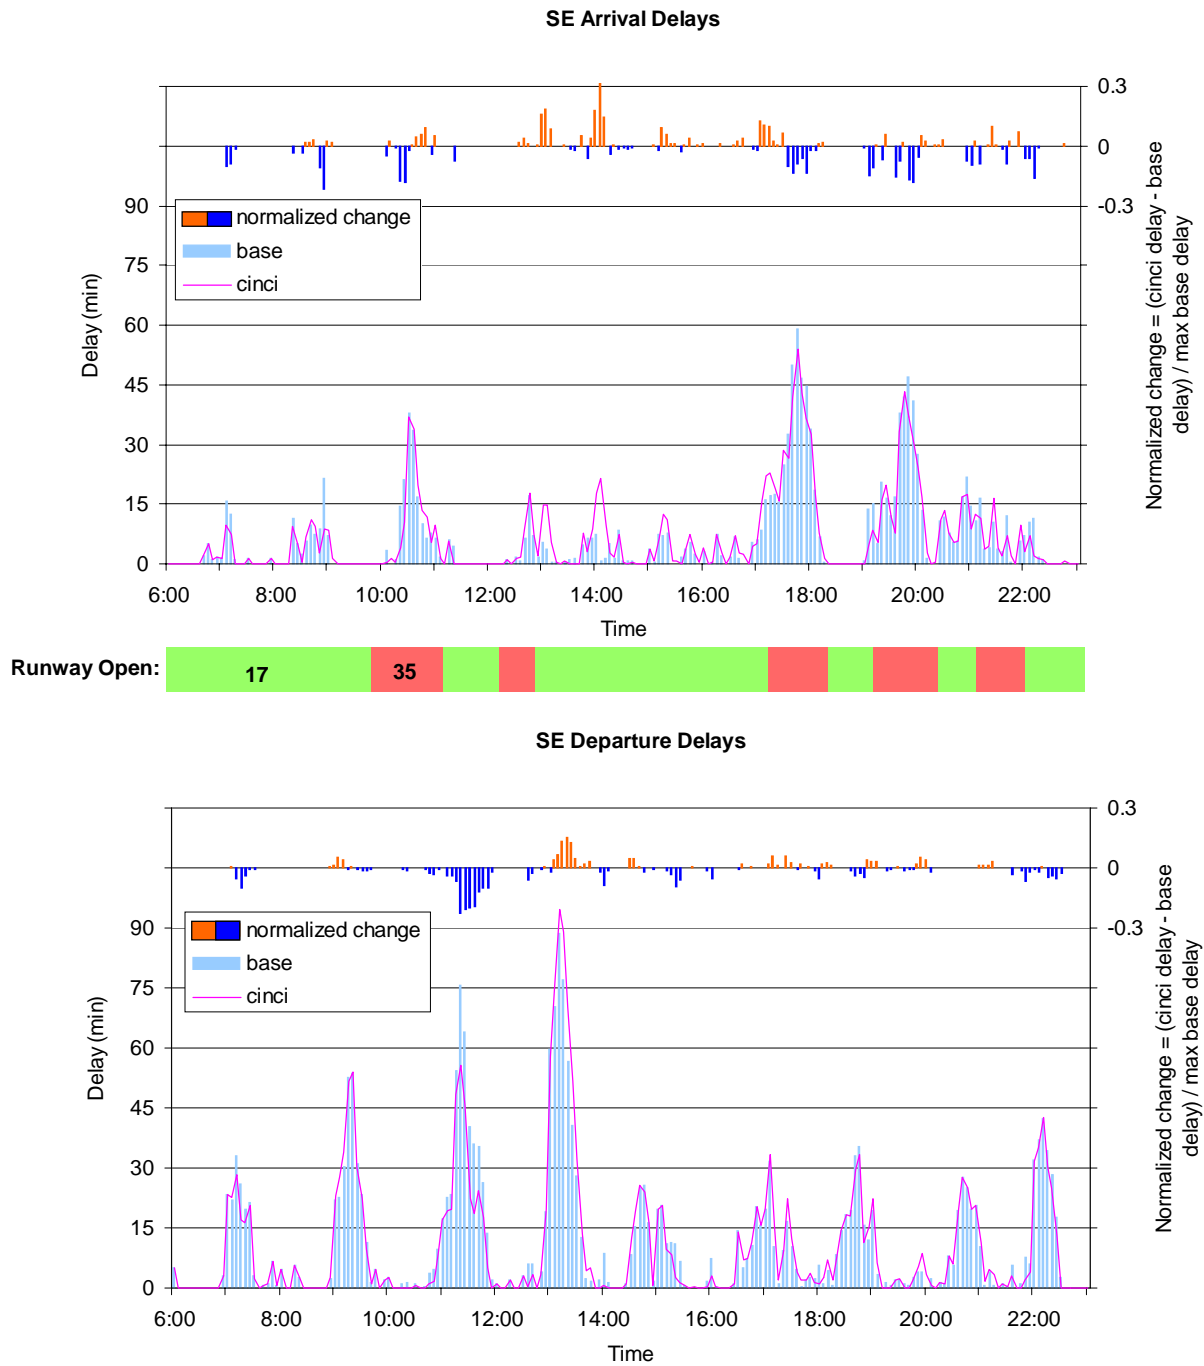 SE Arrival Delays
0.3
0
-0.3
90
75
60
45
30
15
0
Delay (min)
normalized change
base
cinci
Normalized change = (cinci delay - base
delay) / max base delay
6:00 8:00 10:00 12:00 14:00 16:00 18:00 20:00 22:00
Time
Runway Open: 17 35
SE Departure Delays
0.3
0
-0.3
90
75
60
45
30
15
0
Delay (min)
normalized change
base
cinci
Normalized change = (cinci delay - base
delay) / max base delay
6:00 8:00 10:00 12:00 14:00 16:00 18:00 20:00 22:00
Time